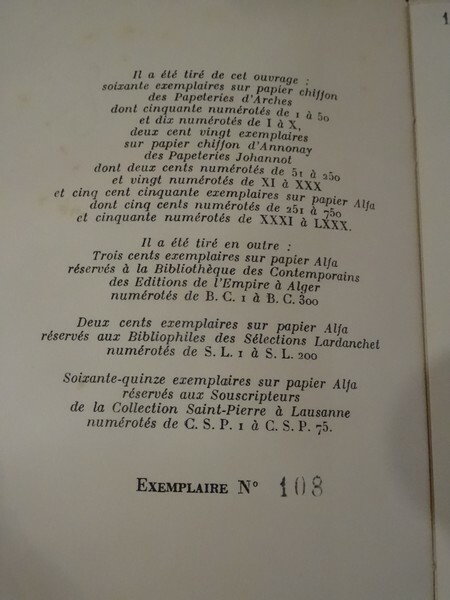 Il a été tiré de cet ouvrage :
soixante exemplaires sur papier chiffon
des Papeteries d'Arches
dont cinquante numérotés de 1 à 50
et dix numérotés de I à X,
deux cent vingt exemplaires
sur papier chiffon d'Annonay
des Papeteries Johannot
dont deux cents numérotés de 51 à 250
et vingt numérotés de XI à XXX
et cinq cent cinquante exemplaires sur papier Alfa
dont cinq cents numérotés de 251 à 750
et cinquante numérotés de XXXI à LXXX.
Il a été tiré en outre :
Trois cents exemplaires sur papier Alfa
réservés à la Bibliothèque des Contemporains
des Editions de l'Empire à Alger
numérotés de B. C. 1 à B. C. 300
Deux cents exemplaires sur papier Alfa
réservés aux Bibliophiles des Sélections Lardanchet
numérotés de S. L. 1 à S. L. 200
Soixante-quinze exemplaires sur papier Alfa
réservés aux Souscripteurs
de la Collection Saint-Pierre à Lausanne
numérotés de C. S. P. 1 à C. S. P. 75.
EXEMPLAIRE N° 108
1